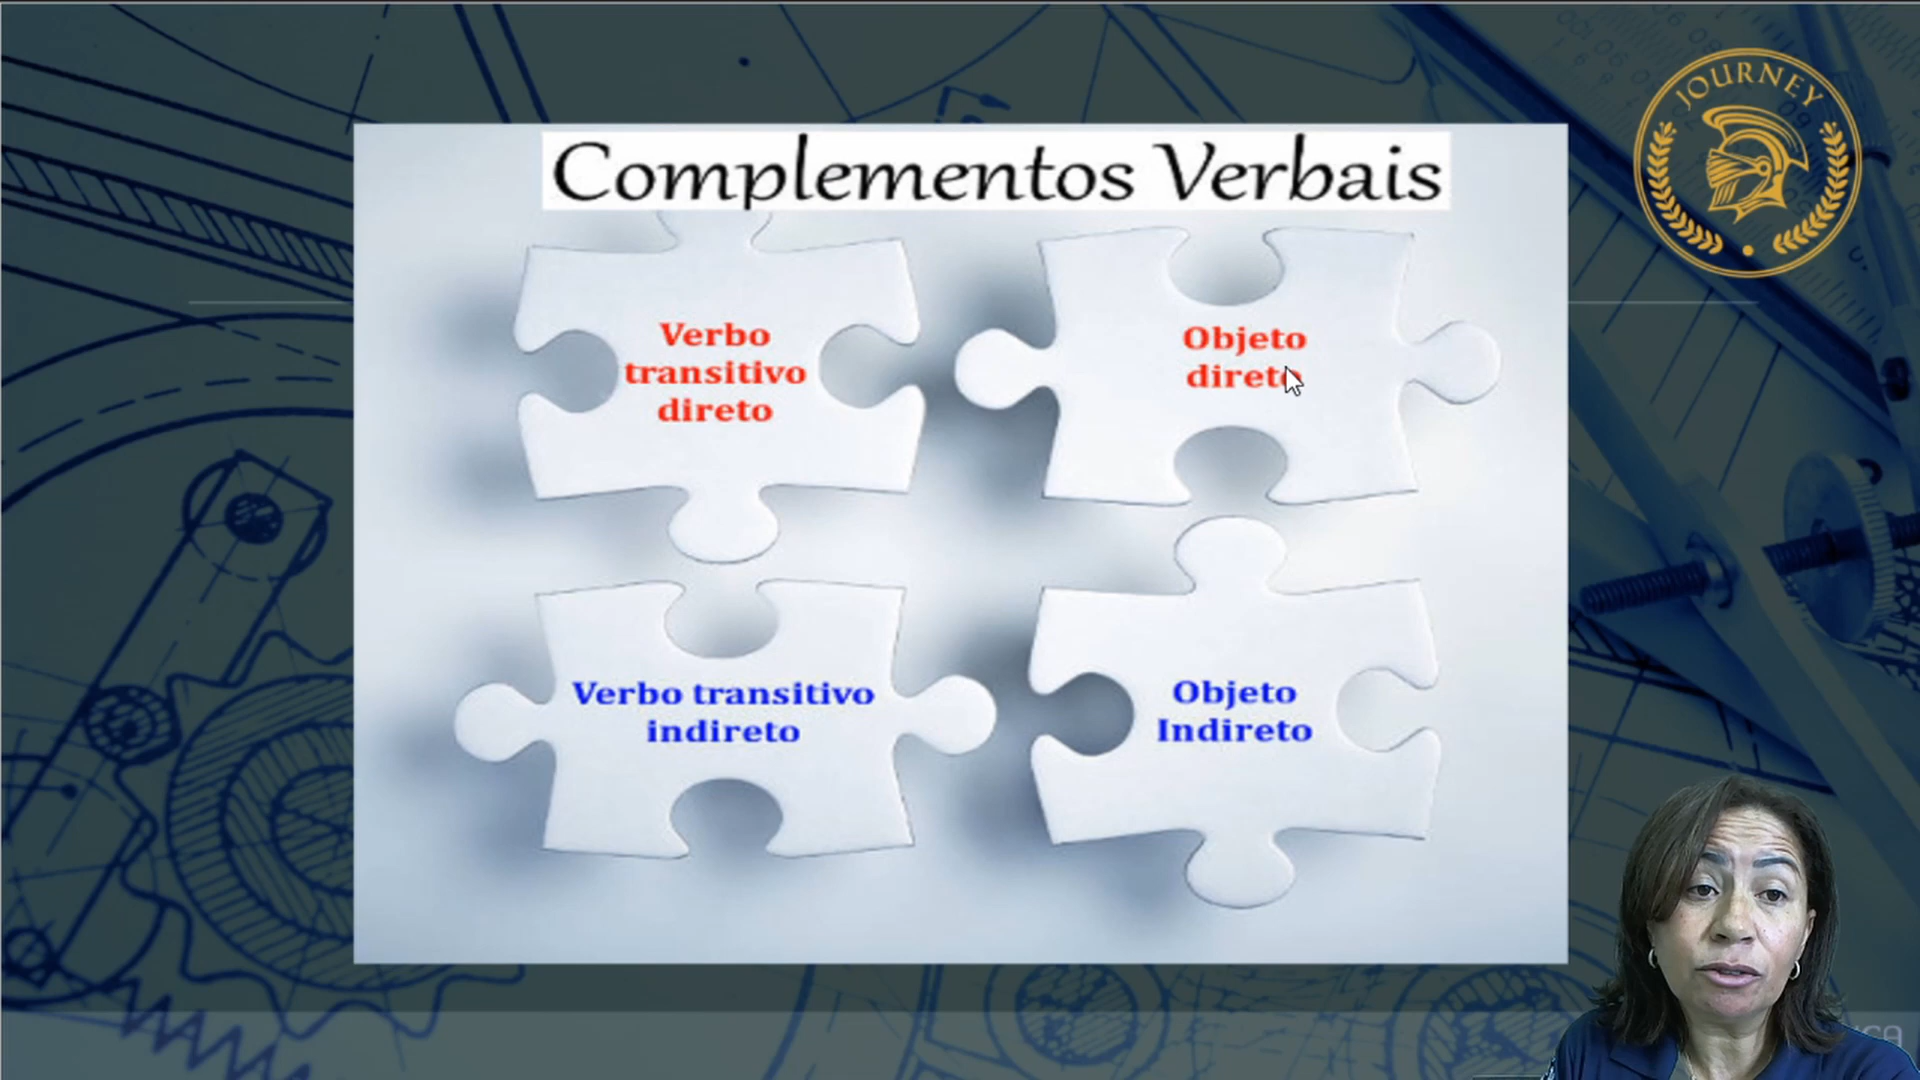 JOURNEY
Complementos Verbais
Verbo
transitivo
direto
Objeto
direto
Verbo transitivo
indireto
Objeto
Indireto